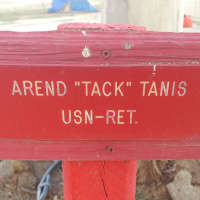 AREND "TACK" TANIS
USN-RET.